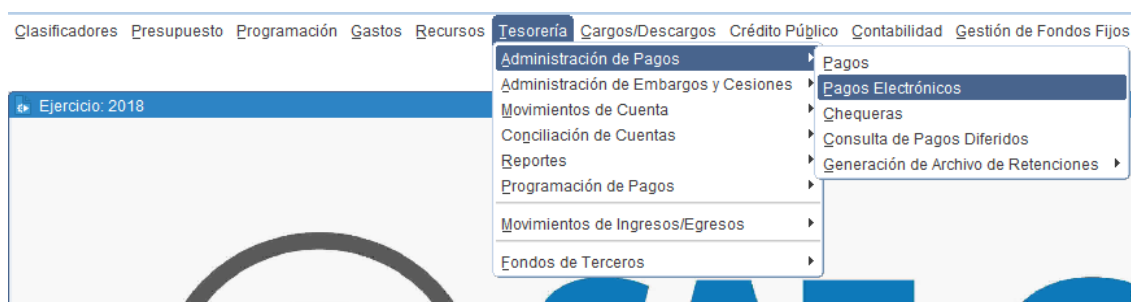 Clasificadores Presupuesto Programación Gastos Recursos Tesorería Cargos/Descargos Crédito Público Contabilidad Gestión de Fondos Fijos
Administración de Pagos
Administración de Embargos y Cesiones
Movimientos de Cuenta
Conciliación de Cuentas
Reportes
Programación de Pagos
Movimientos de Ingresos/Egresos
Fondos de Terceros
Pagos
Pagos Electrónicos
Chequeras
Consulta de Pagos Diferidos
Generación de Archivo de Retenciones
Ejercicio: 2018